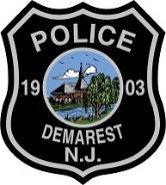 POLICE
19 03
DEMAREST
N.J.